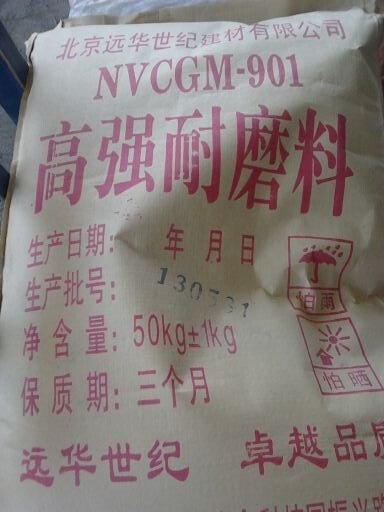 北京远华世纪建材有限公司
NVCGM-901
高强耐磨料
生产日期： 年 月 日
生产批号：
130531
净 含 量：50kg±1kg
保 质 期：三个月
怕雨
怕晒
远华世纪 卓越品质